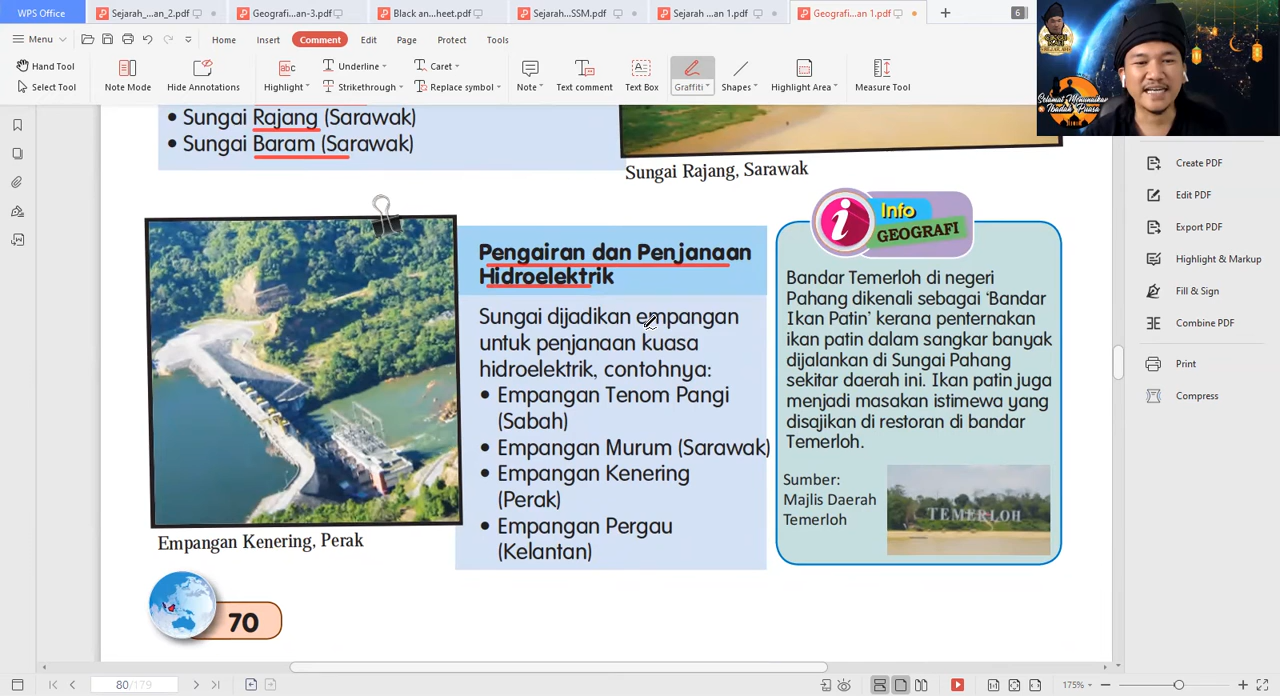 WPS Office
Sejarah_...an_2.pdf
Geografi...an-3.pdf
Black an...heet.pdf
Sejarah...SSM.pdf
Sejarah ...an 1.pdf
Geografi...an 1.pdf
6
Menu
Home
Insert
Comment
Edit
Page
Protect
Tools
Hand Tool
Select Tool
Note Mode
Hide Annotations
Highlight
Underline
Strikethrough
Caret
Replace symbol
Note
Text comment
Text Box
Graffiti
Shapes
Highlight Area
Measure Tool
Selamat Menunaikan
Ibadah Puasa
• Sungai Rajang (Sarawak)
• Sungai Baram (Sarawak)
Sungai Rajang, Sarawak
Empangan Kenering, Perak
Pengairan dan Penjanaan
Hidroelektrik
Sungai dijadikan empangan
untuk penjanaan kuasa
hidroelektrik, contohnya:
• Empangan Tenom Pangi
(Sabah)
• Empangan Murum (Sarawak)
• Empangan Kenering
(Perak)
• Empangan Pergau
(Kelantan)
i Info
GEOGRAFI
Bandar Temerloh di negeri
Pahang dikenali sebagai ‘Bandar
Ikan Patin’ kerana penternakan
ikan patin dalam sangkar banyak
dijalankan di Sungai Pahang
sekitar daerah ini. Ikan patin juga
menjadi masakan istimewa yang
disajikan di restoran di bandar
Temerloh.
Sumber:
Majlis Daerah
Temerloh
TEMERLOH
70
Create PDF
Edit PDF
Export PDF
Highlight & Markup
Fill & Sign
Combine PDF
Print
Compress
80/179
175%